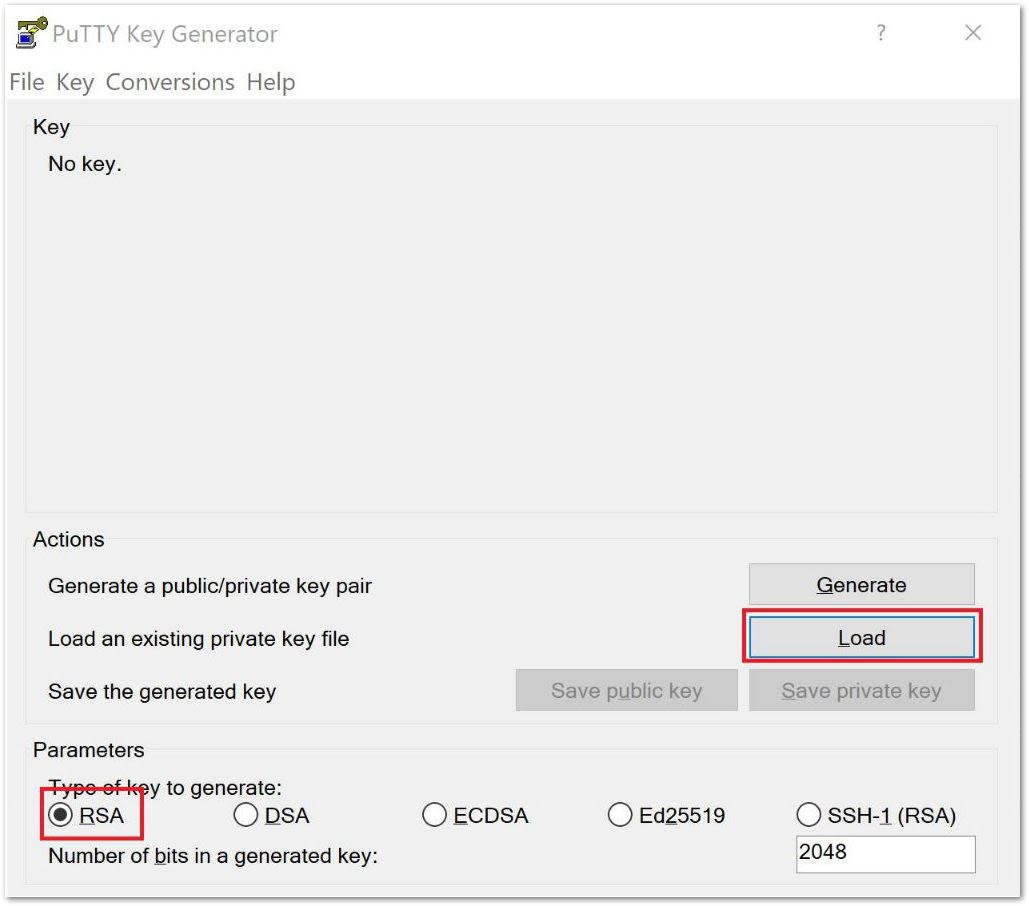 PuTTY Key Generator ?
File Key Conversions Help
Key
No key.
Actions
Generate a public/private key pair Generate
Load an existing private key file Load
Save the generated key Save public key Save private key
Parameters
Type of key to generate:
RSA DSA ECDSA Ed25519 SSH-1 (RSA)
Number of bits in a generated key: 2048